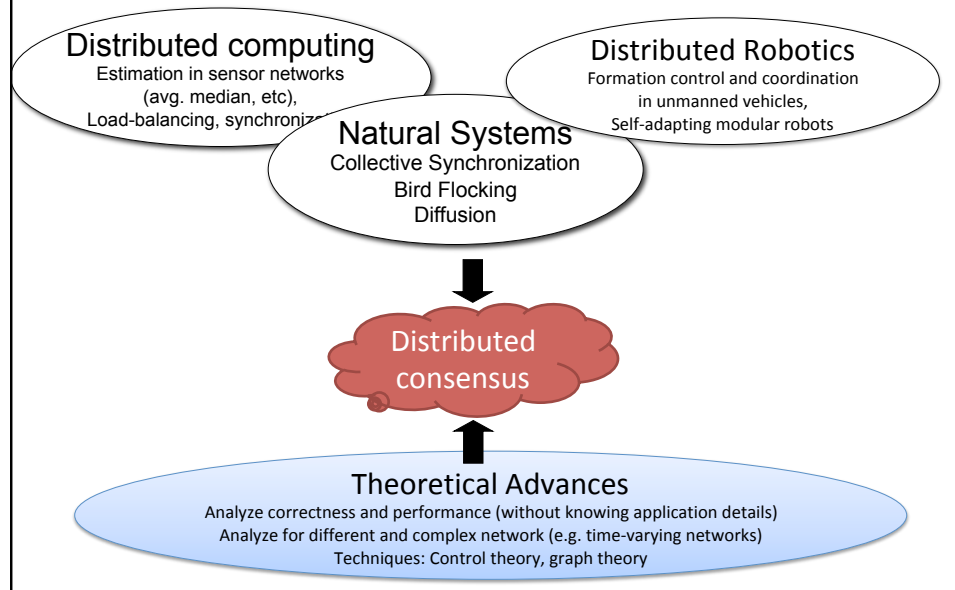 Distributed computing
Estimation in sensor networks
(avg. median, etc),
Load-balancing,
Distributed Robotics
Formation control and coordination
in unmanned vehicles,
Self-adapting modular robots
Natural Systems
Collective Synchronization
Bird Flocking
Diffusion
Distributed
consensus
Theoretical Advances
Analyze correctness and performance (without knowing application details)
Analyze for different and complex network (e.g. time-varying networks)
Techniques: Control theory, graph theory